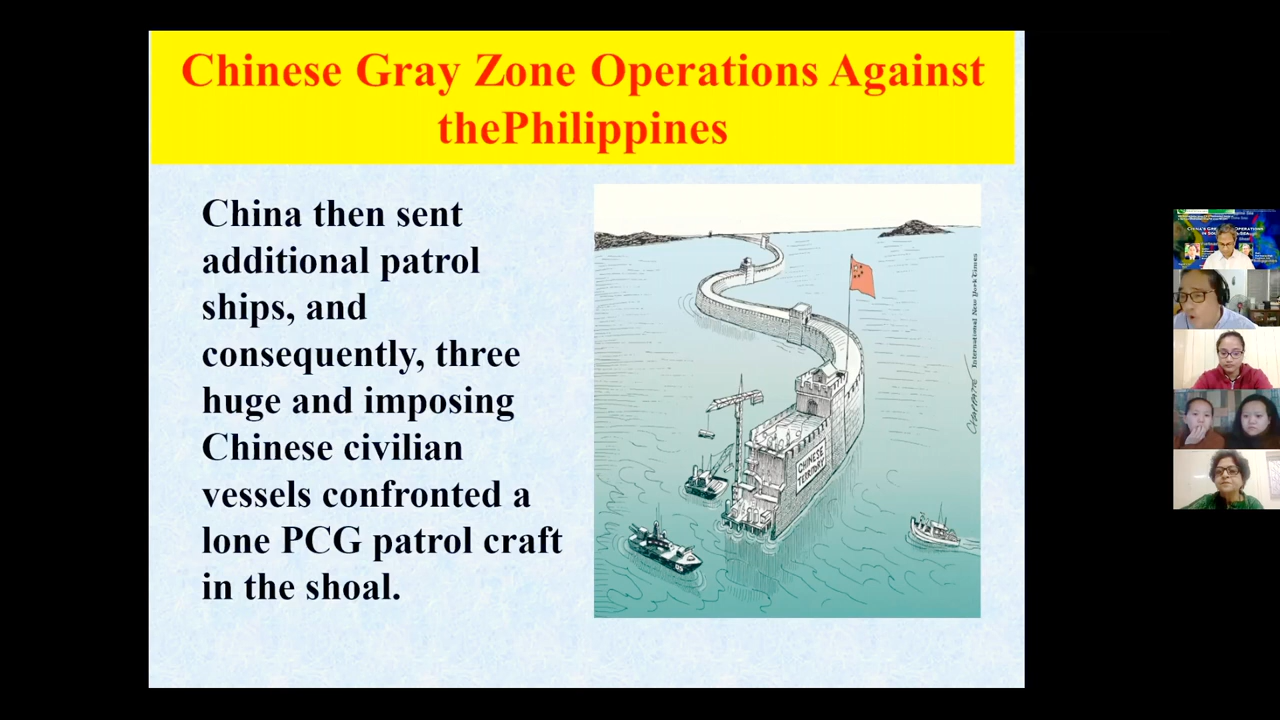 Chinese Gray Zone Operations Against
thePhilippines
China then sent
additional patrol
ships, and
consequently, three
huge and imposing
Chinese civilian
vessels confronted a
lone PCG patrol craft
in the shoal.
CHINESE
TERRITORY
International New York Times
CHAPPATTE